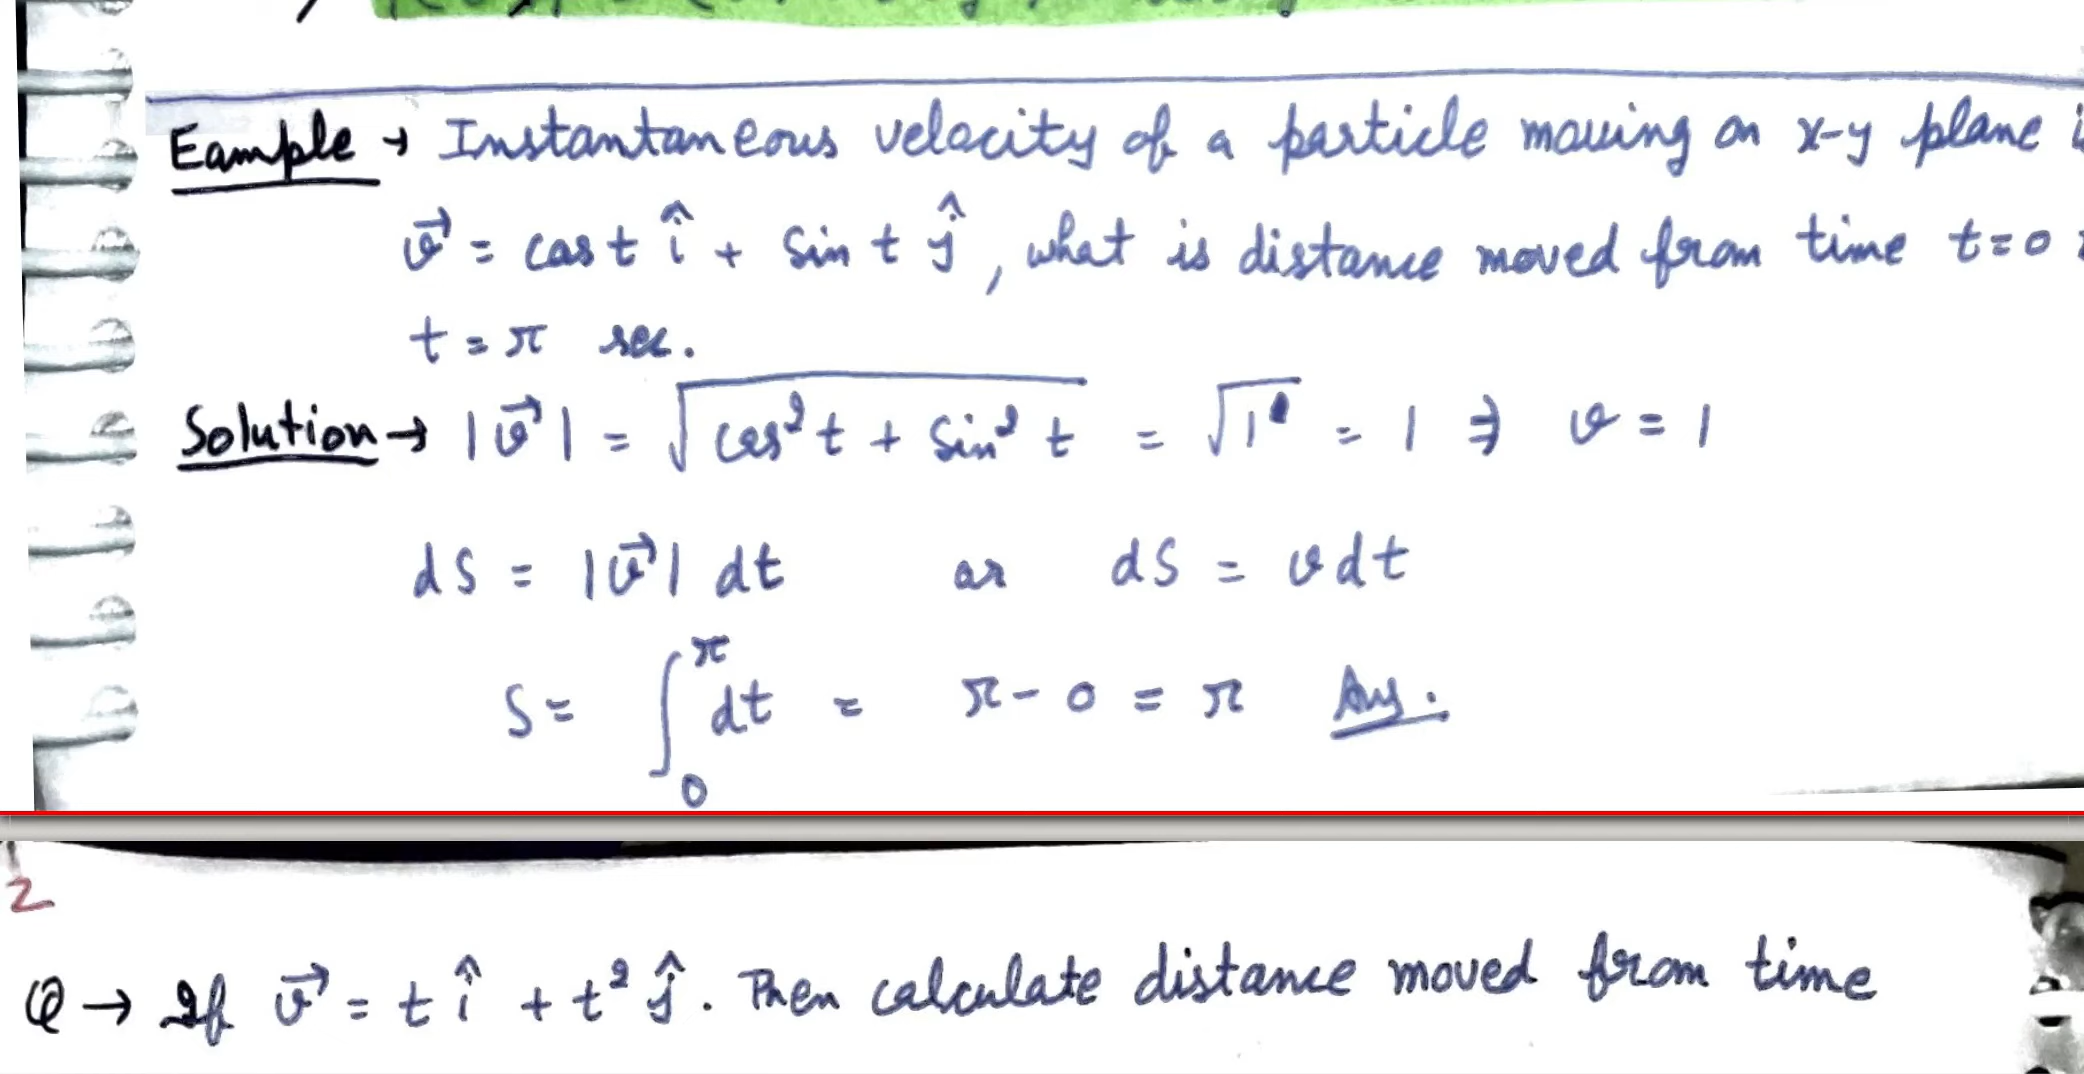 Eample → Instantaneous velocity of a particle moving on x-y plane
v⃗ = cos t î + Sin t ĵ, what is distance moved from time t=0
t = π sec.
Solution → |v⃗| = √(cos²t + Sin² t) = √1 = 1 ⇒ v = 1
dS = |v⃗| dt or dS = v dt
S = ∫₀^π dt = π - 0 = π Ans.
2
Q → If v⃗ = t î + t² ĵ. Then calculate distance moved from time